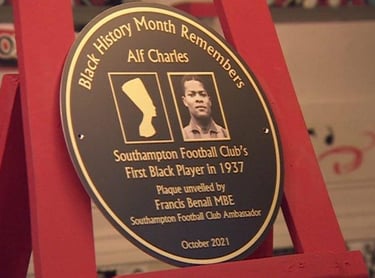 Black History Month Remembers
Alf Charles
Southampton Football Club's
First Black Player in 1937
Plaque unveiled by
Francis Benali MBE
Southampton Football Club Ambassador
October 2021